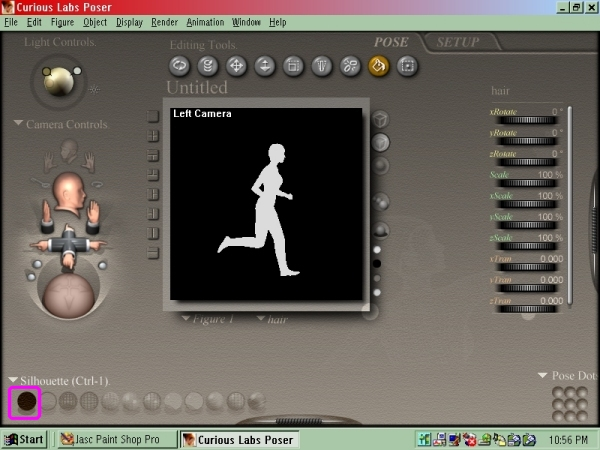 Curious Labs Poser
File Edit Figure Object Display Render Animation Window Help
Light Controls.
Editing Tools.
POSE
SETUP
Untitled
Left Camera
hair
xRotate 0 °
yRotate 0 °
zRotate 0 °
Scale 100 %
xScale 100 %
yScale 100 %
zScale 100 %
xTran 0.000
yTran 0.000
zTran 0.000
Camera Controls.
Figure 1
hair
Silhouette (Ctrl-1).
Pose Dots
Start
Jasc Paint Shop Pro
Curious Labs Poser
10:56 PM